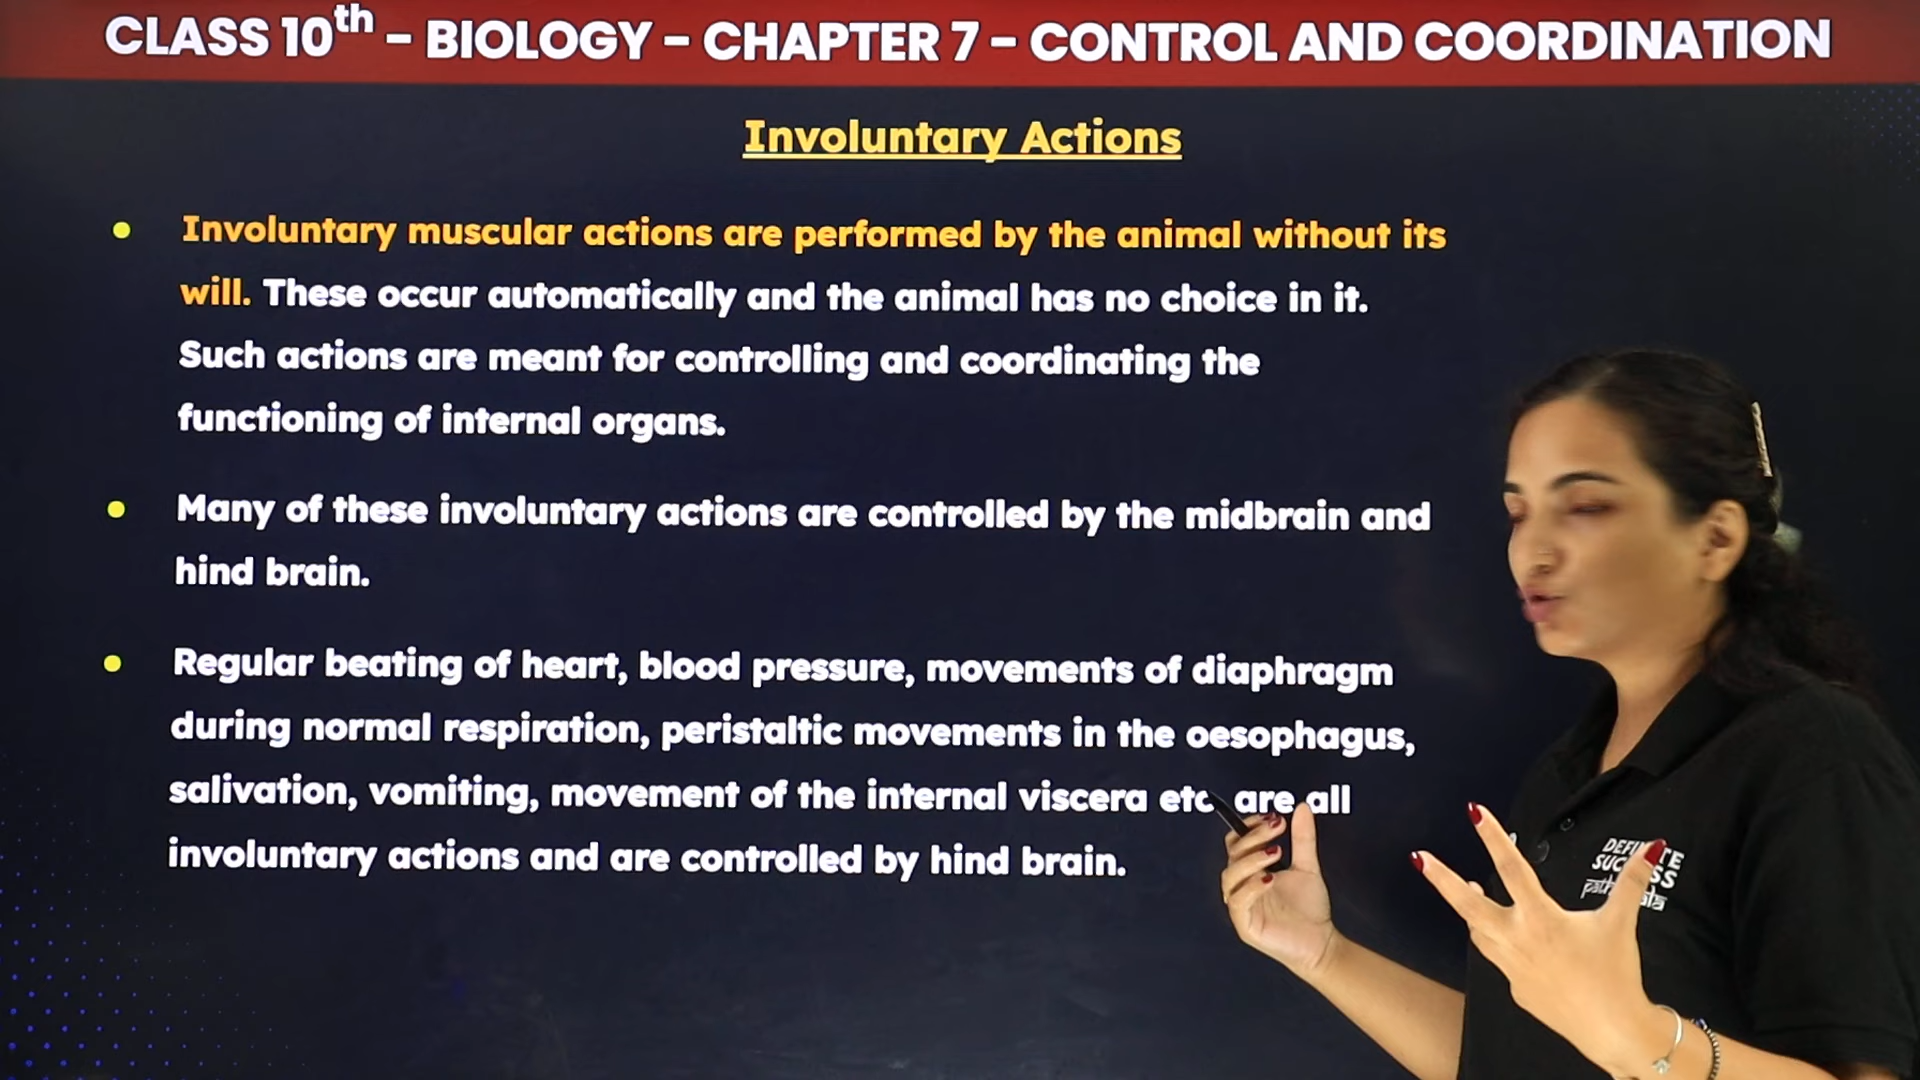 CLASS 10th – BIOLOGY – CHAPTER 7 – CONTROL AND COORDINATION
Involuntary Actions
• Involuntary muscular actions are performed by the animal without its
will. These occur automatically and the animal has no choice in it.
Such actions are meant for controlling and coordinating the
functioning of internal organs.
• Many of these involuntary actions are controlled by the midbrain and
hind brain.
• Regular beating of heart, blood pressure, movements of diaphragm
during normal respiration, peristaltic movements in the oesophagus,
salivation, vomiting, movement of the internal viscera etc are all
involuntary actions and are controlled by hind brain.